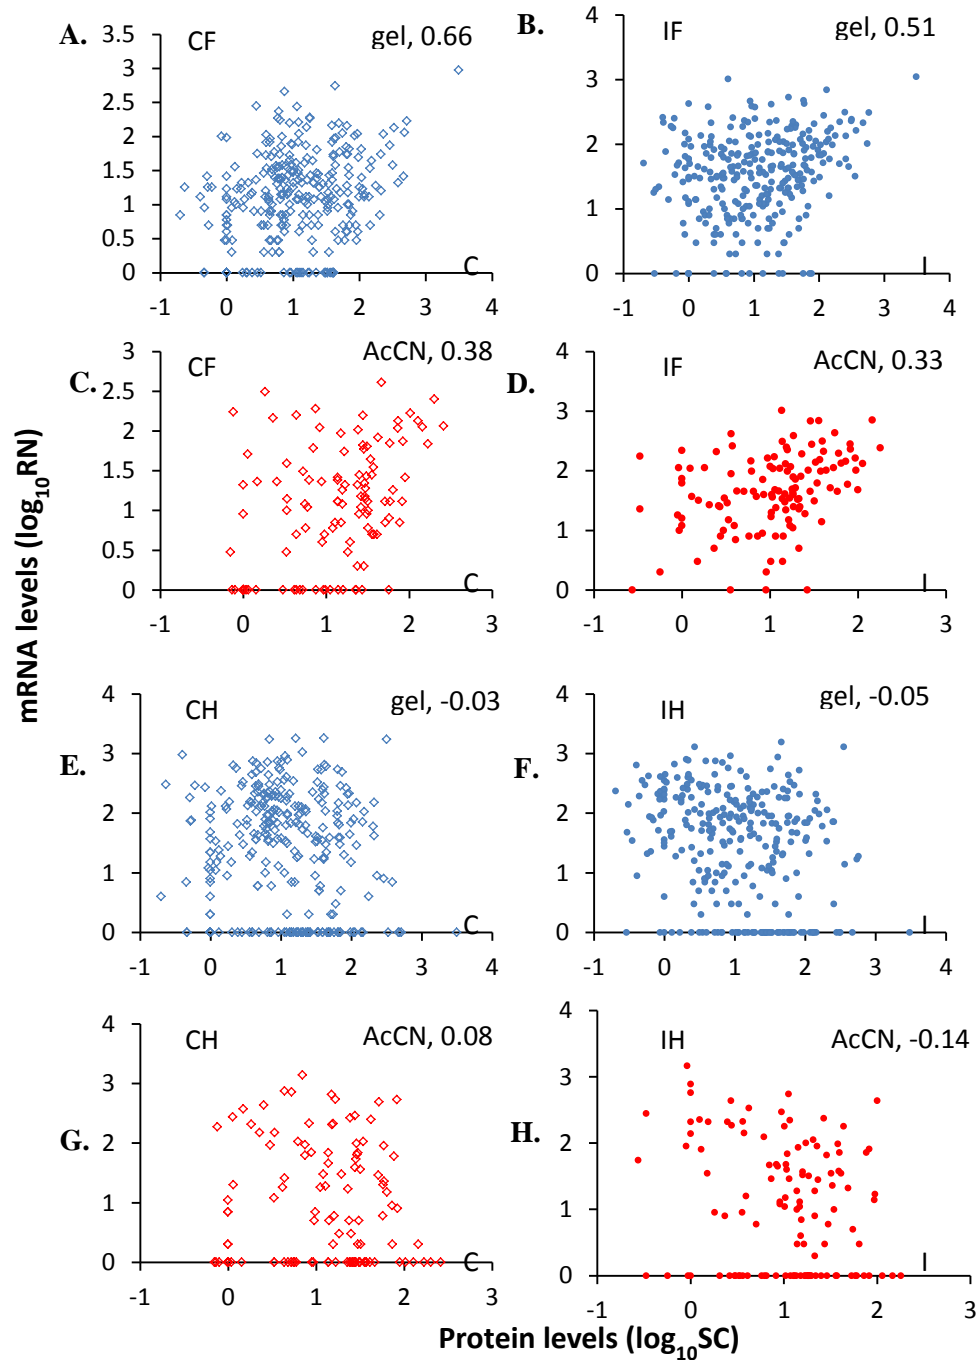 A. CF gel, 0.66
3.5
3
2.5
2
1.5
1
0.5
0
C
-1 0 1 2 3 4
B. IF gel, 0.51
4
3
2
1
0
I
-1 0 1 2 3 4
C. CF AcCN, 0.38
3
2.5
2
1.5
1
0.5
0
C
-1 0 1 2 3
D. IF AcCN, 0.33
4
3
2
1
0
I
-1 0 1 2 3
mRNA levels (log10RN)
E. CH gel, -0.03
4
3
2
1
0
C
-1 0 1 2 3 4
F. IH gel, -0.05
4
3
2
1
0
I
-1 0 1 2 3 4
G. CH AcCN, 0.08
4
3
2
1
0
C
-1 0 1 2 3
H. IH AcCN, -0.14
4
3
2
1
0
I
-1 0 1 2 3
Protein levels (log10SC)